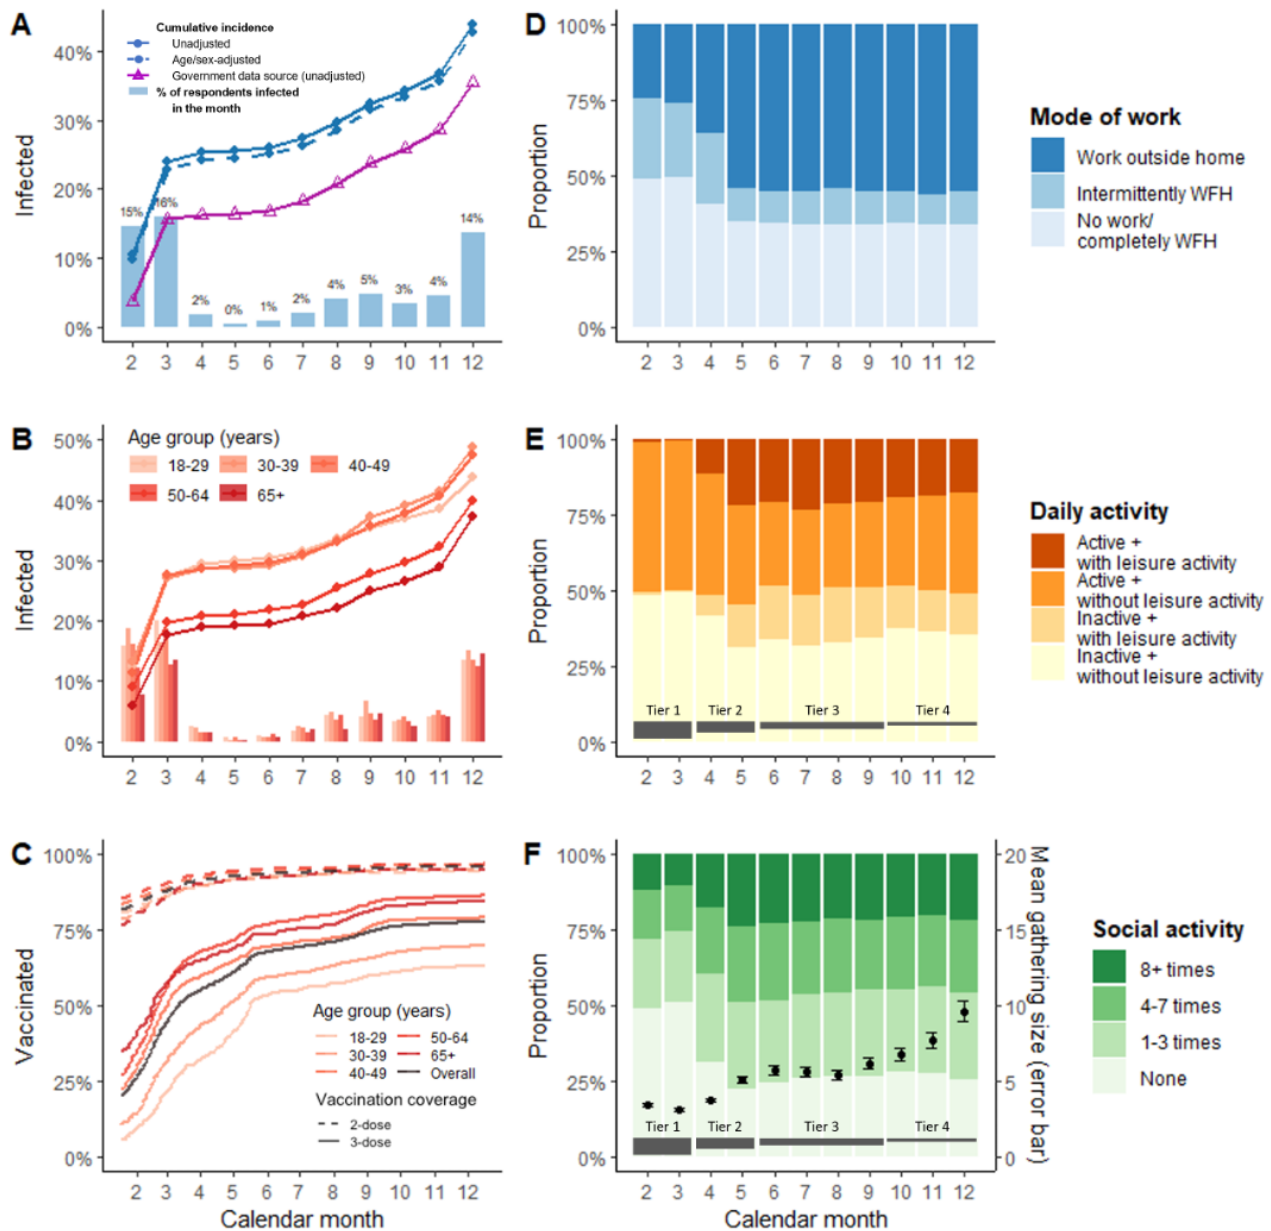 A
Cumulative incidence
Unadjusted
Age/sex-adjusted
Government data source (unadjusted)
% of respondents infected
in the month
Infected
40%
30%
20%
10%
0%
15%
16%
2%
0%
1%
2%
4%
5%
3%
4%
14%
2 3 4 5 6 7 8 9 10 11 12
D
Proportion
100%
75%
50%
25%
0%
2 3 4 5 6 7 8 9 10 11 12
Mode of work
Work outside home
Intermittently WFH
No work/
completely WFH
B
Age group (years)
18-29 30-39 40-49
50-64 65+
Infected
50%
40%
30%
20%
10%
0%
2 3 4 5 6 7 8 9 10 11 12
E
Proportion
100%
75%
50%
25%
0%
Tier 1 Tier 2 Tier 3 Tier 4
2 3 4 5 6 7 8 9 10 11 12
Daily activity
Active +
with leisure activity
Active +
without leisure activity
Inactive +
with leisure activity
Inactive +
without leisure activity
C
Vaccinated
100%
75%
50%
25%
0%
Age group (years)
18-29 50-64
30-39 65+
40-49 Overall
Vaccination coverage
2-dose
3-dose
2 3 4 5 6 7 8 9 10 11 12
Calendar month
F
Proportion
100%
75%
50%
25%
0%
Tier 1 Tier 2 Tier 3 Tier 4
20
15
10
5
0
Mean gathering size (error bar)
2 3 4 5 6 7 8 9 10 11 12
Calendar month
Social activity
8+ times
4-7 times
1-3 times
None